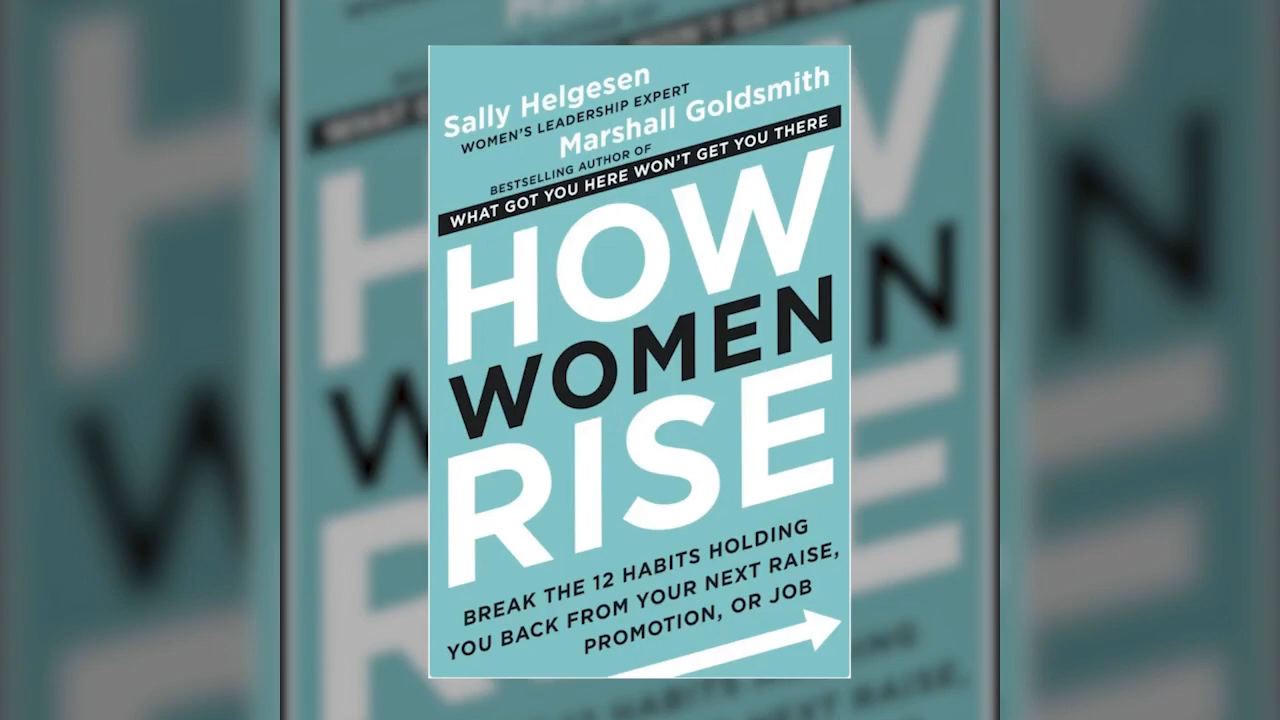 Sally Helgesen
WOMEN'S LEADERSHIP EXPERT
Marshall Goldsmith
BESTSELLING AUTHOR OF
WHAT GOT YOU HERE WON'T GET YOU THERE
HOW
WOMEN
RISE
BREAK THE 12 HABITS HOLDING
YOU BACK FROM YOUR NEXT RAISE,
PROMOTION, OR JOB